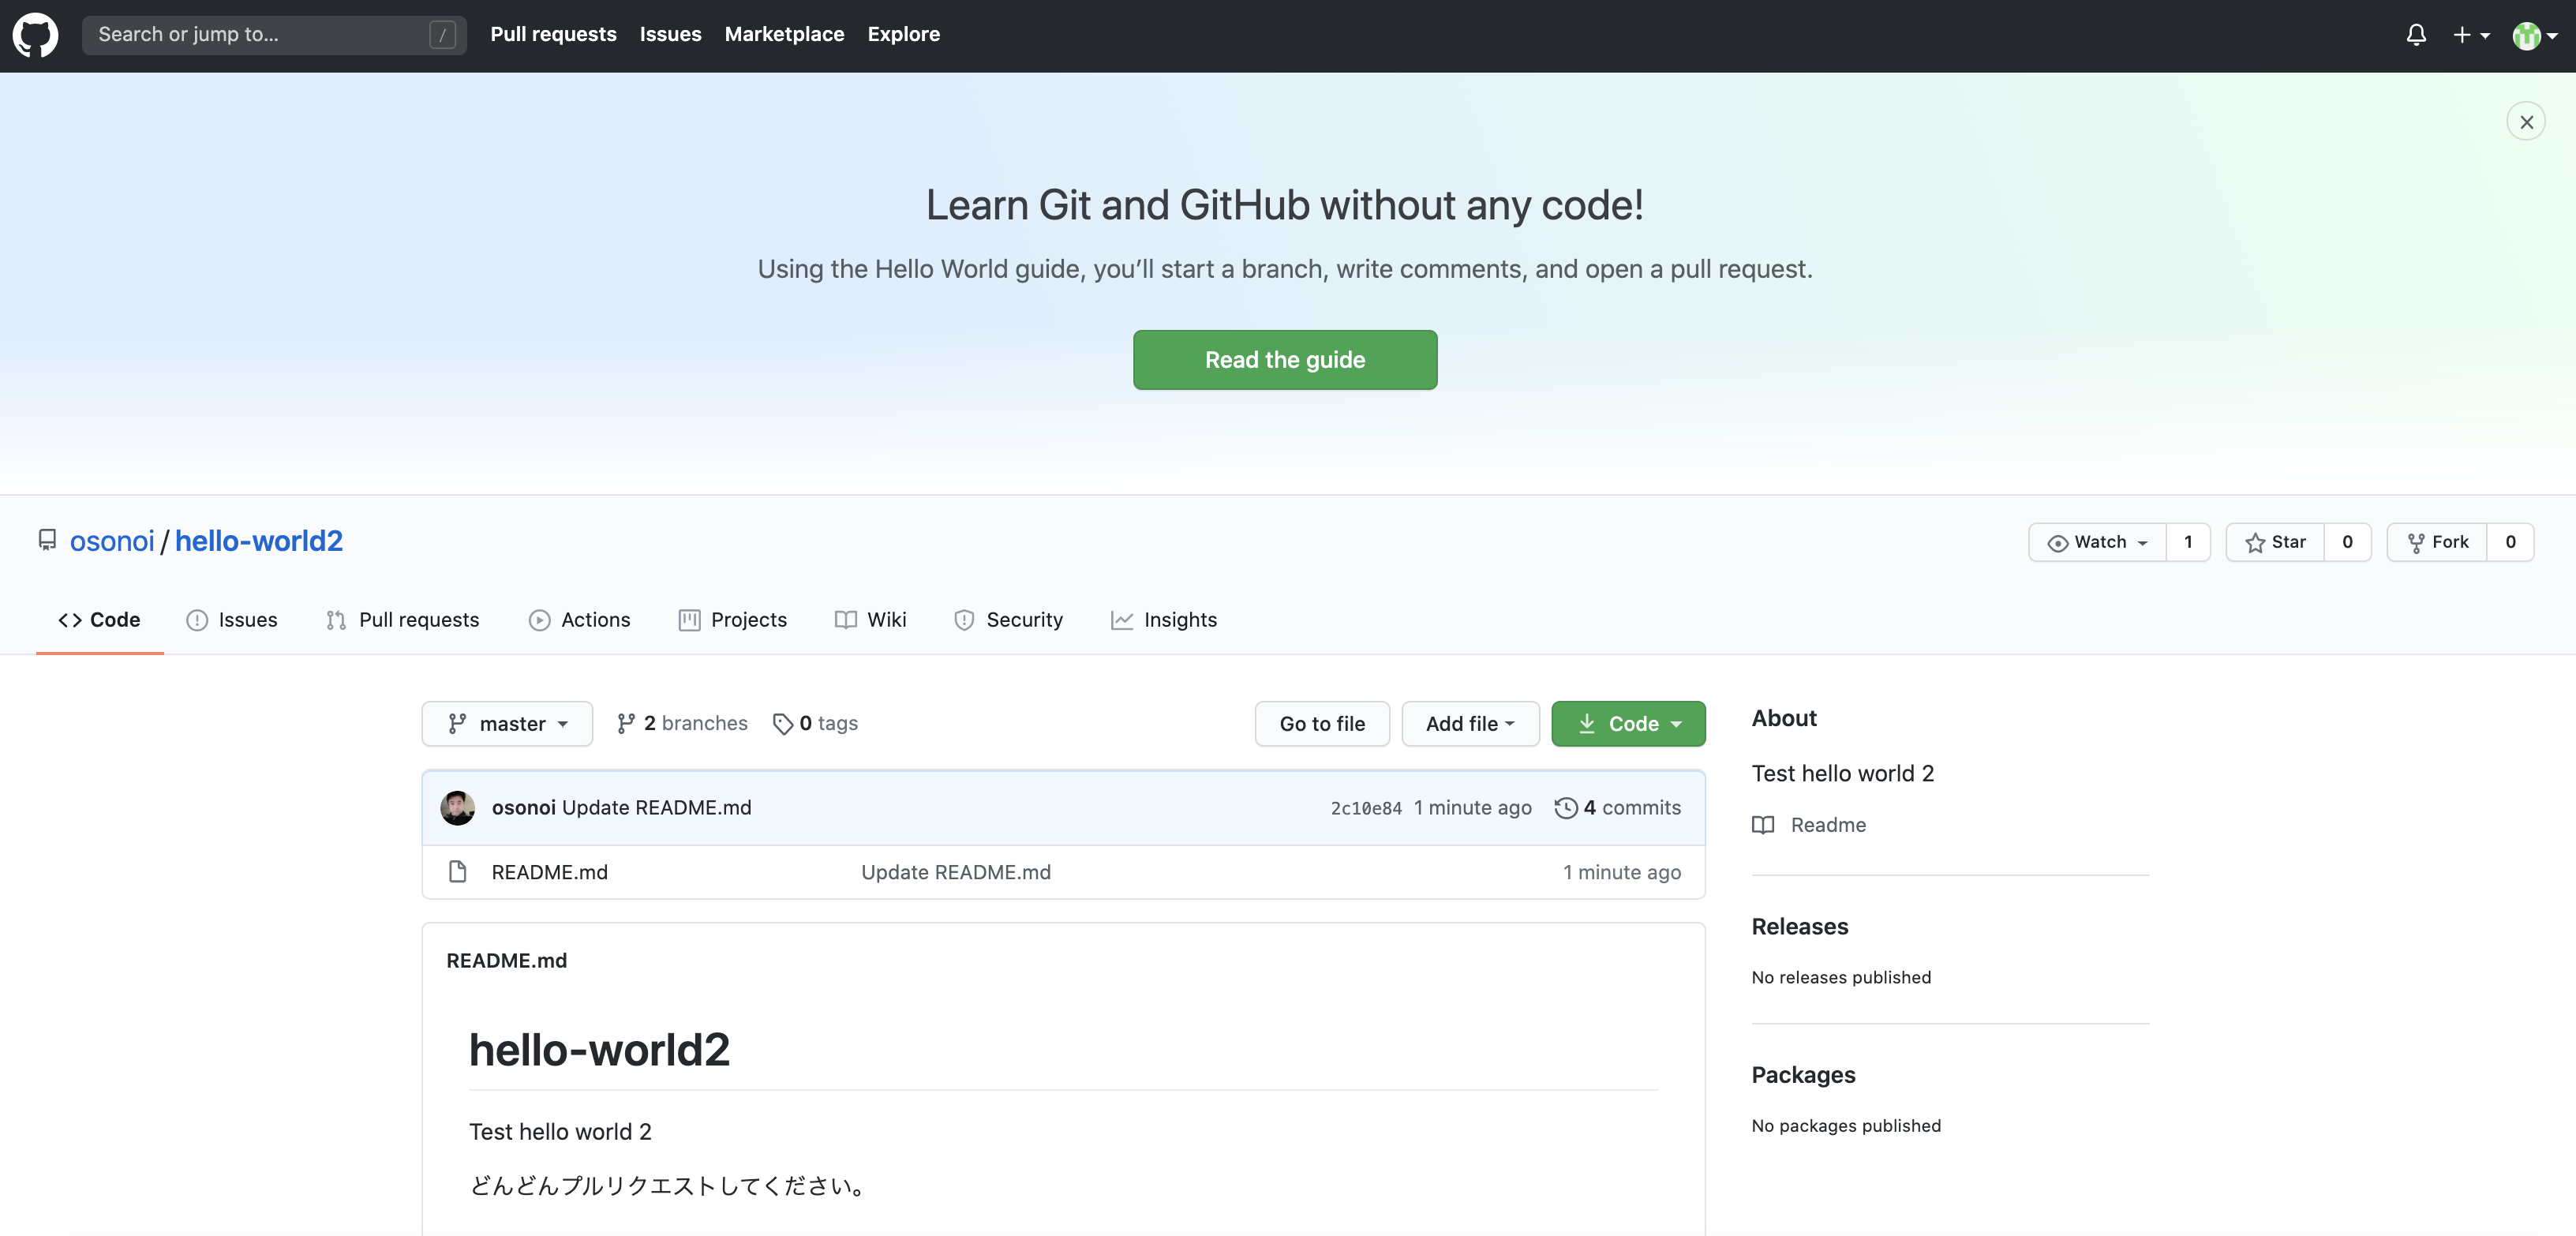 Search or jump to... /
Pull requests Issues Marketplace Explore
Learn Git and GitHub without any code!
Using the Hello World guide, you’ll start a branch, write comments, and open a pull request.
Read the guide
osonoi / hello-world2
Watch 1 Star 0 Fork 0
Code Issues Pull requests Actions Projects Wiki Security Insights
master 2 branches 0 tags
Go to file Add file Code
osonoi Update README.md 2c10e84 1 minute ago 4 commits
README.md Update README.md 1 minute ago
README.md
hello-world2
Test hello world 2
どんどんプルリクエストしてください。
About
Test hello world 2
Readme
Releases
No releases published
Packages
No packages published